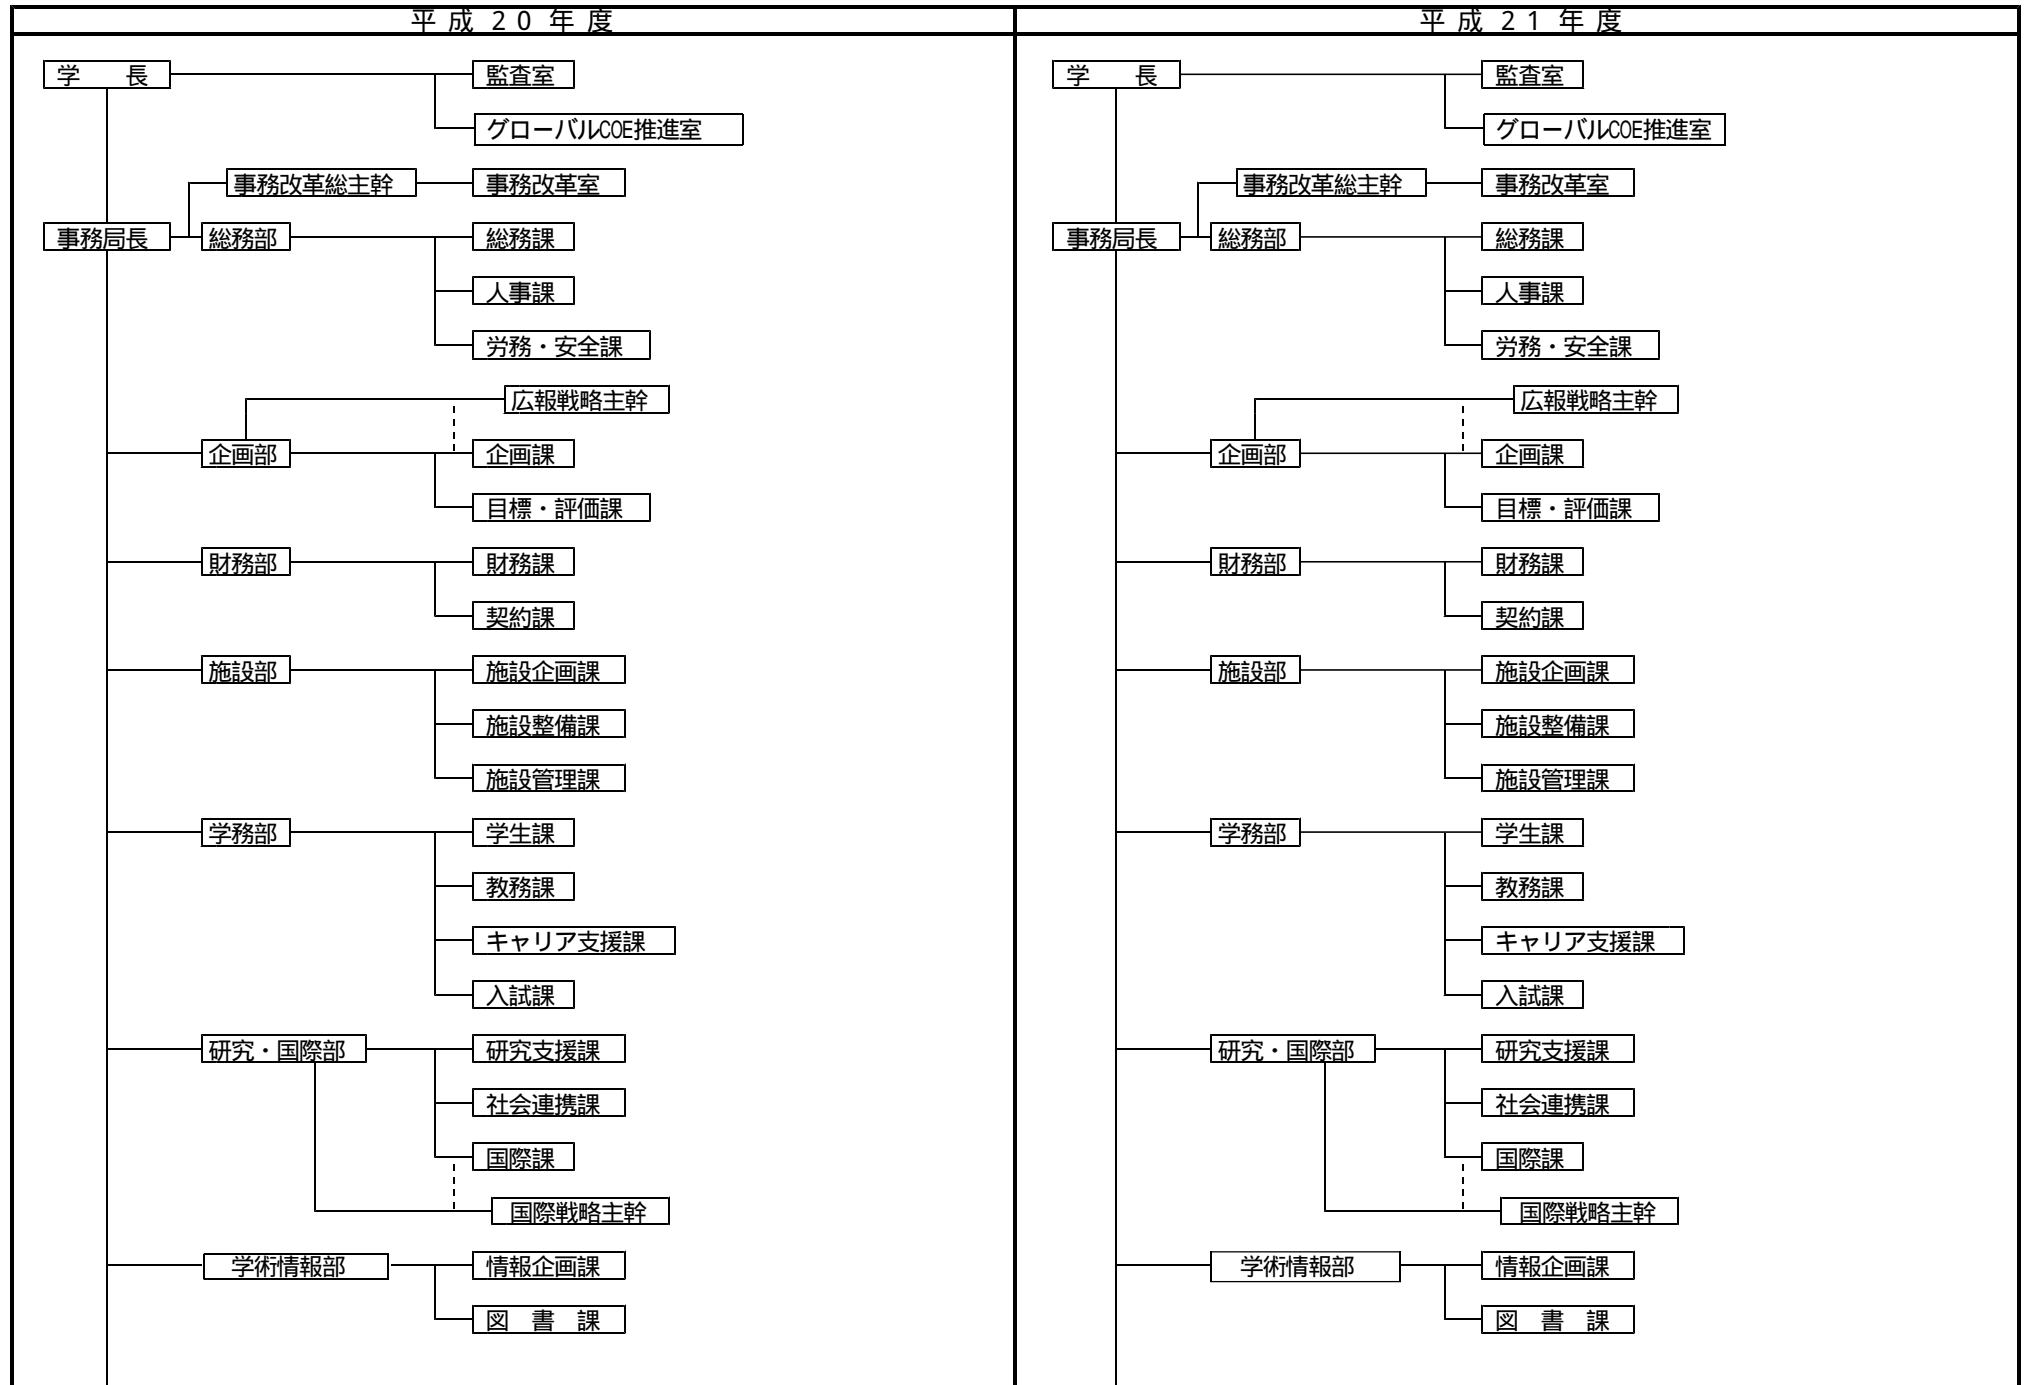 平成20年度
学　　長
監査室
グローバルCOE推進室
事務改革総主幹
事務改革室
事務局長
総務部
総務課
人事課
労務・安全課
広報戦略主幹
企画部
企画課
目標・評価課
財務部
財務課
契約課
施設部
施設企画課
施設整備課
施設管理課
学務部
学生課
教務課
キャリア支援課
入試課
研究・国際部
研究支援課
社会連携課
国際課
国際戦略主幹
学術情報部
情報企画課
図　書　課
平成21年度
学　　長
監査室
グローバルCOE推進室
事務改革総主幹
事務改革室
事務局長
総務部
総務課
人事課
労務・安全課
広報戦略主幹
企画部
企画課
目標・評価課
財務部
財務課
契約課
施設部
施設企画課
施設整備課
施設管理課
学務部
学生課
教務課
キャリア支援課
入試課
研究・国際部
研究支援課
社会連携課
国際課
国際戦略主幹
学術情報部
情報企画課
図　書　課